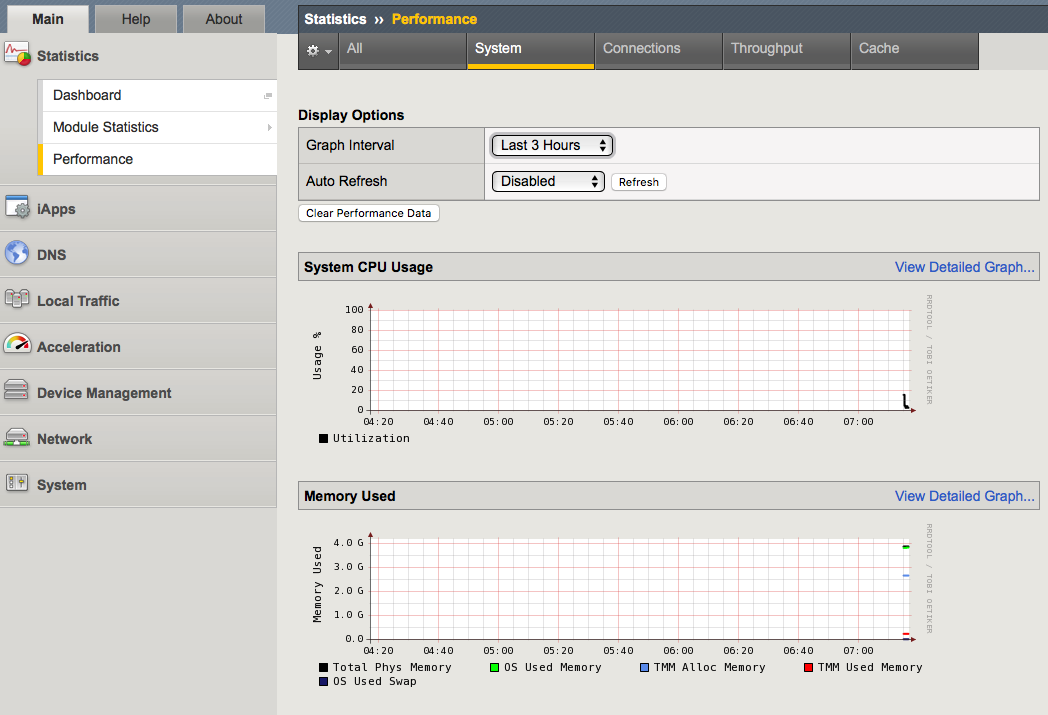 Main Help About
Statistics
Dashboard
Module Statistics
Performance
iApps
DNS
Local Traffic
Acceleration
Device Management
Network
System
Statistics ›› Performance
All System Connections Throughput Cache
Display Options
Graph Interval Last 3 Hours
Auto Refresh Disabled Refresh
Clear Performance Data
System CPU Usage View Detailed Graph...
100
80
60
40
20
0
Usage %
04:20 04:40 05:00 05:20 05:40 06:00 06:20 06:40 07:00
Utilization
RRDTOOL / TOBI OETIKER
Memory Used View Detailed Graph...
4.0 G
3.0 G
2.0 G
1.0 G
0.0
Memory Used
04:20 04:40 05:00 05:20 05:40 06:00 06:20 06:40 07:00
Total Phys Memory OS Used Memory TMM Alloc Memory TMM Used Memory
OS Used Swap
RRDTOOL / TOBI OETIKER